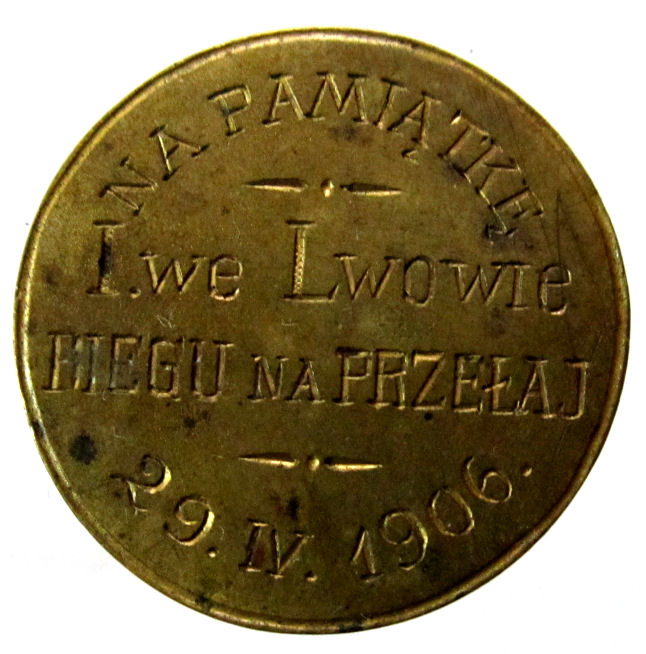 NA PAMIĄTKĘ
I. we Lwowie
BIEGU NA PRZEŁAJ
29. IV. 1906.